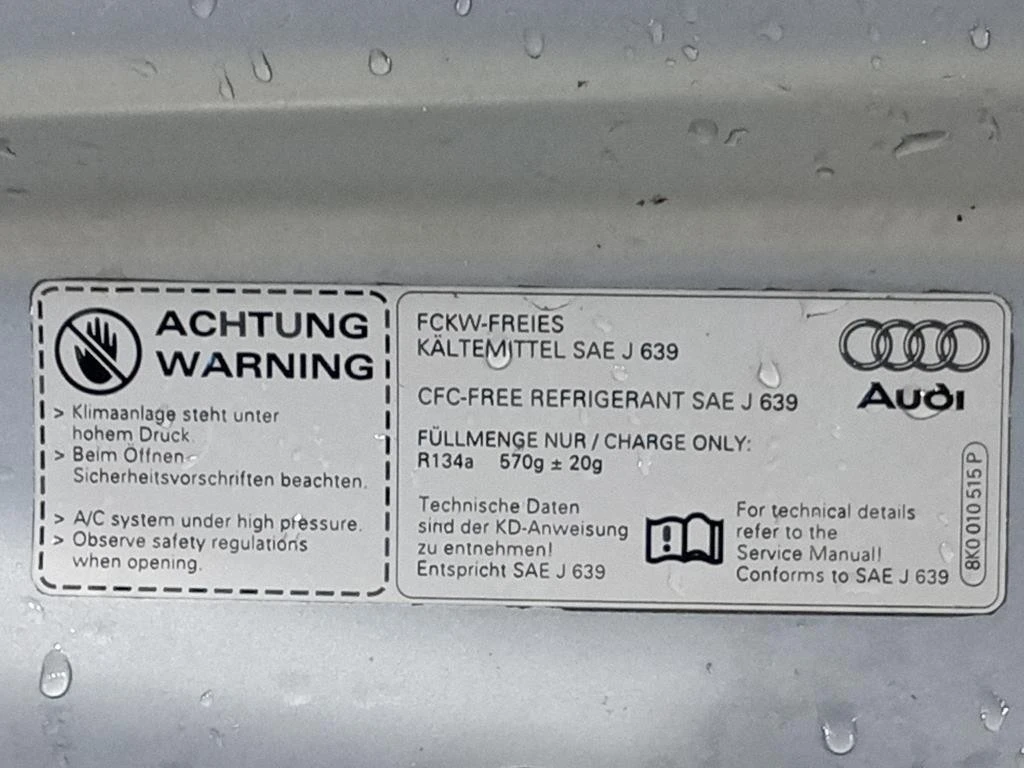 ACHTUNG
WARNING
> Klimaanlage steht unter
hohem Druck.
> Beim Öffnen
Sicherheitsvorschriften beachten.
> A/C system under high pressure.
> Observe safety regulations
when opening.
FCKW-FREIES
KÄLTEMITTEL SAE J 639
CFC-FREE REFRIGERANT SAE J 639
FÜLLMENGE NUR / CHARGE ONLY:
R134a 570g ± 20g
Technische Daten
sind der KD-Anweisung
zu entnehmen!
Entspricht SAE J 639
!
For technical details
refer to the
Service Manual!
Conforms to SAE J 639
Audi
8K0 010 515 P